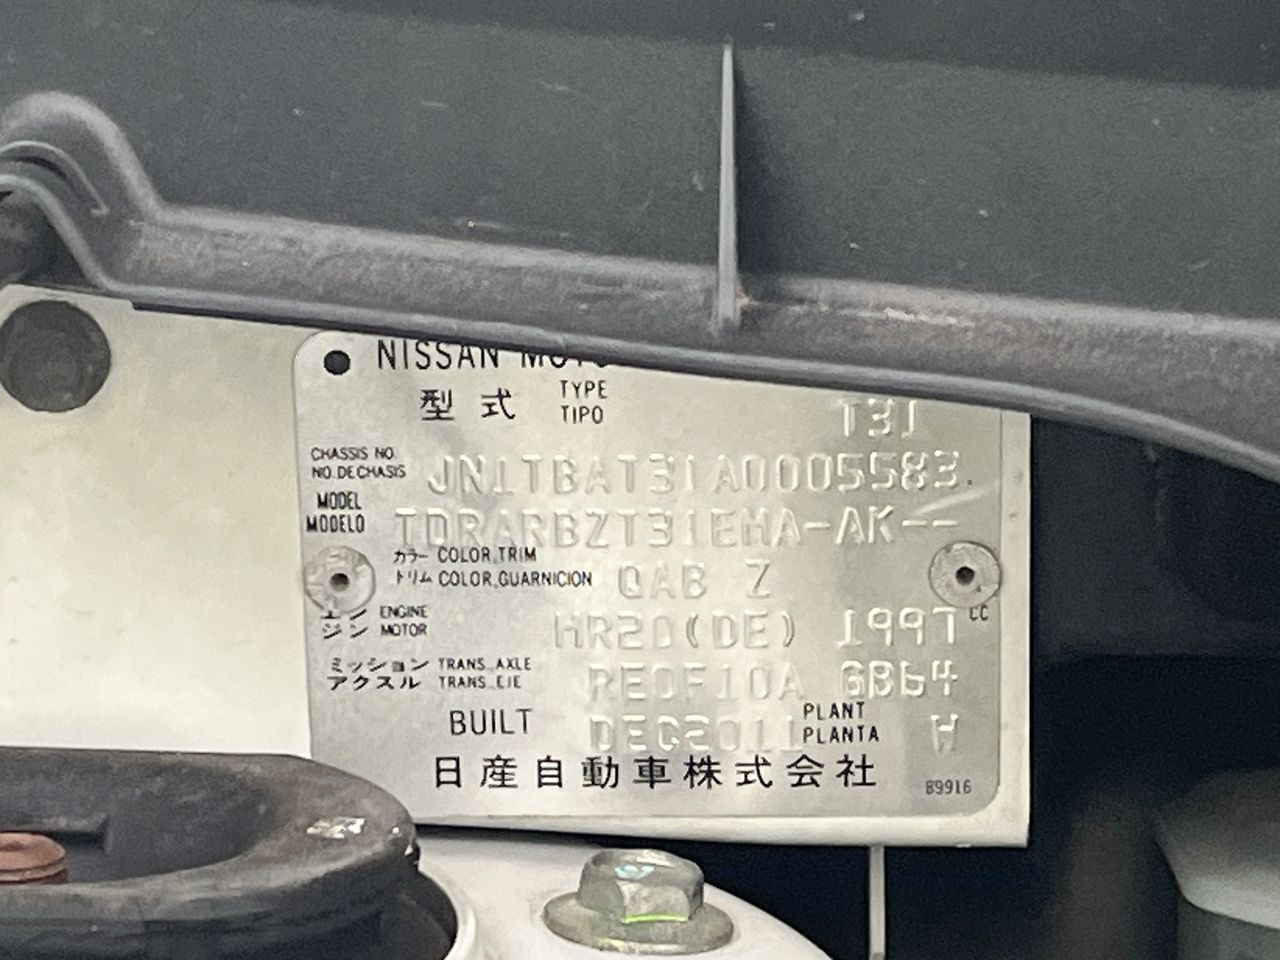 NISSAN MOTO
型式 TYPE TIPO T31
CHASSIS NO. NO. DE CHASIS JN1TBAT31A0005583.
MODEL MODELO TDRARBZT31EHA-AK--
カラー COLOR,TRIM
トリム COLOR,GUARNICION QAB Z
エン ENGINE
ジン MOTOR HR20(DE) 1997 CC
ミッション TRANS.AXLE
アクスル TRANS.EJE RE0F10A GB64
BUILT DEC2011 PLANT PLANTA W
日産自動車株式会社 B9916